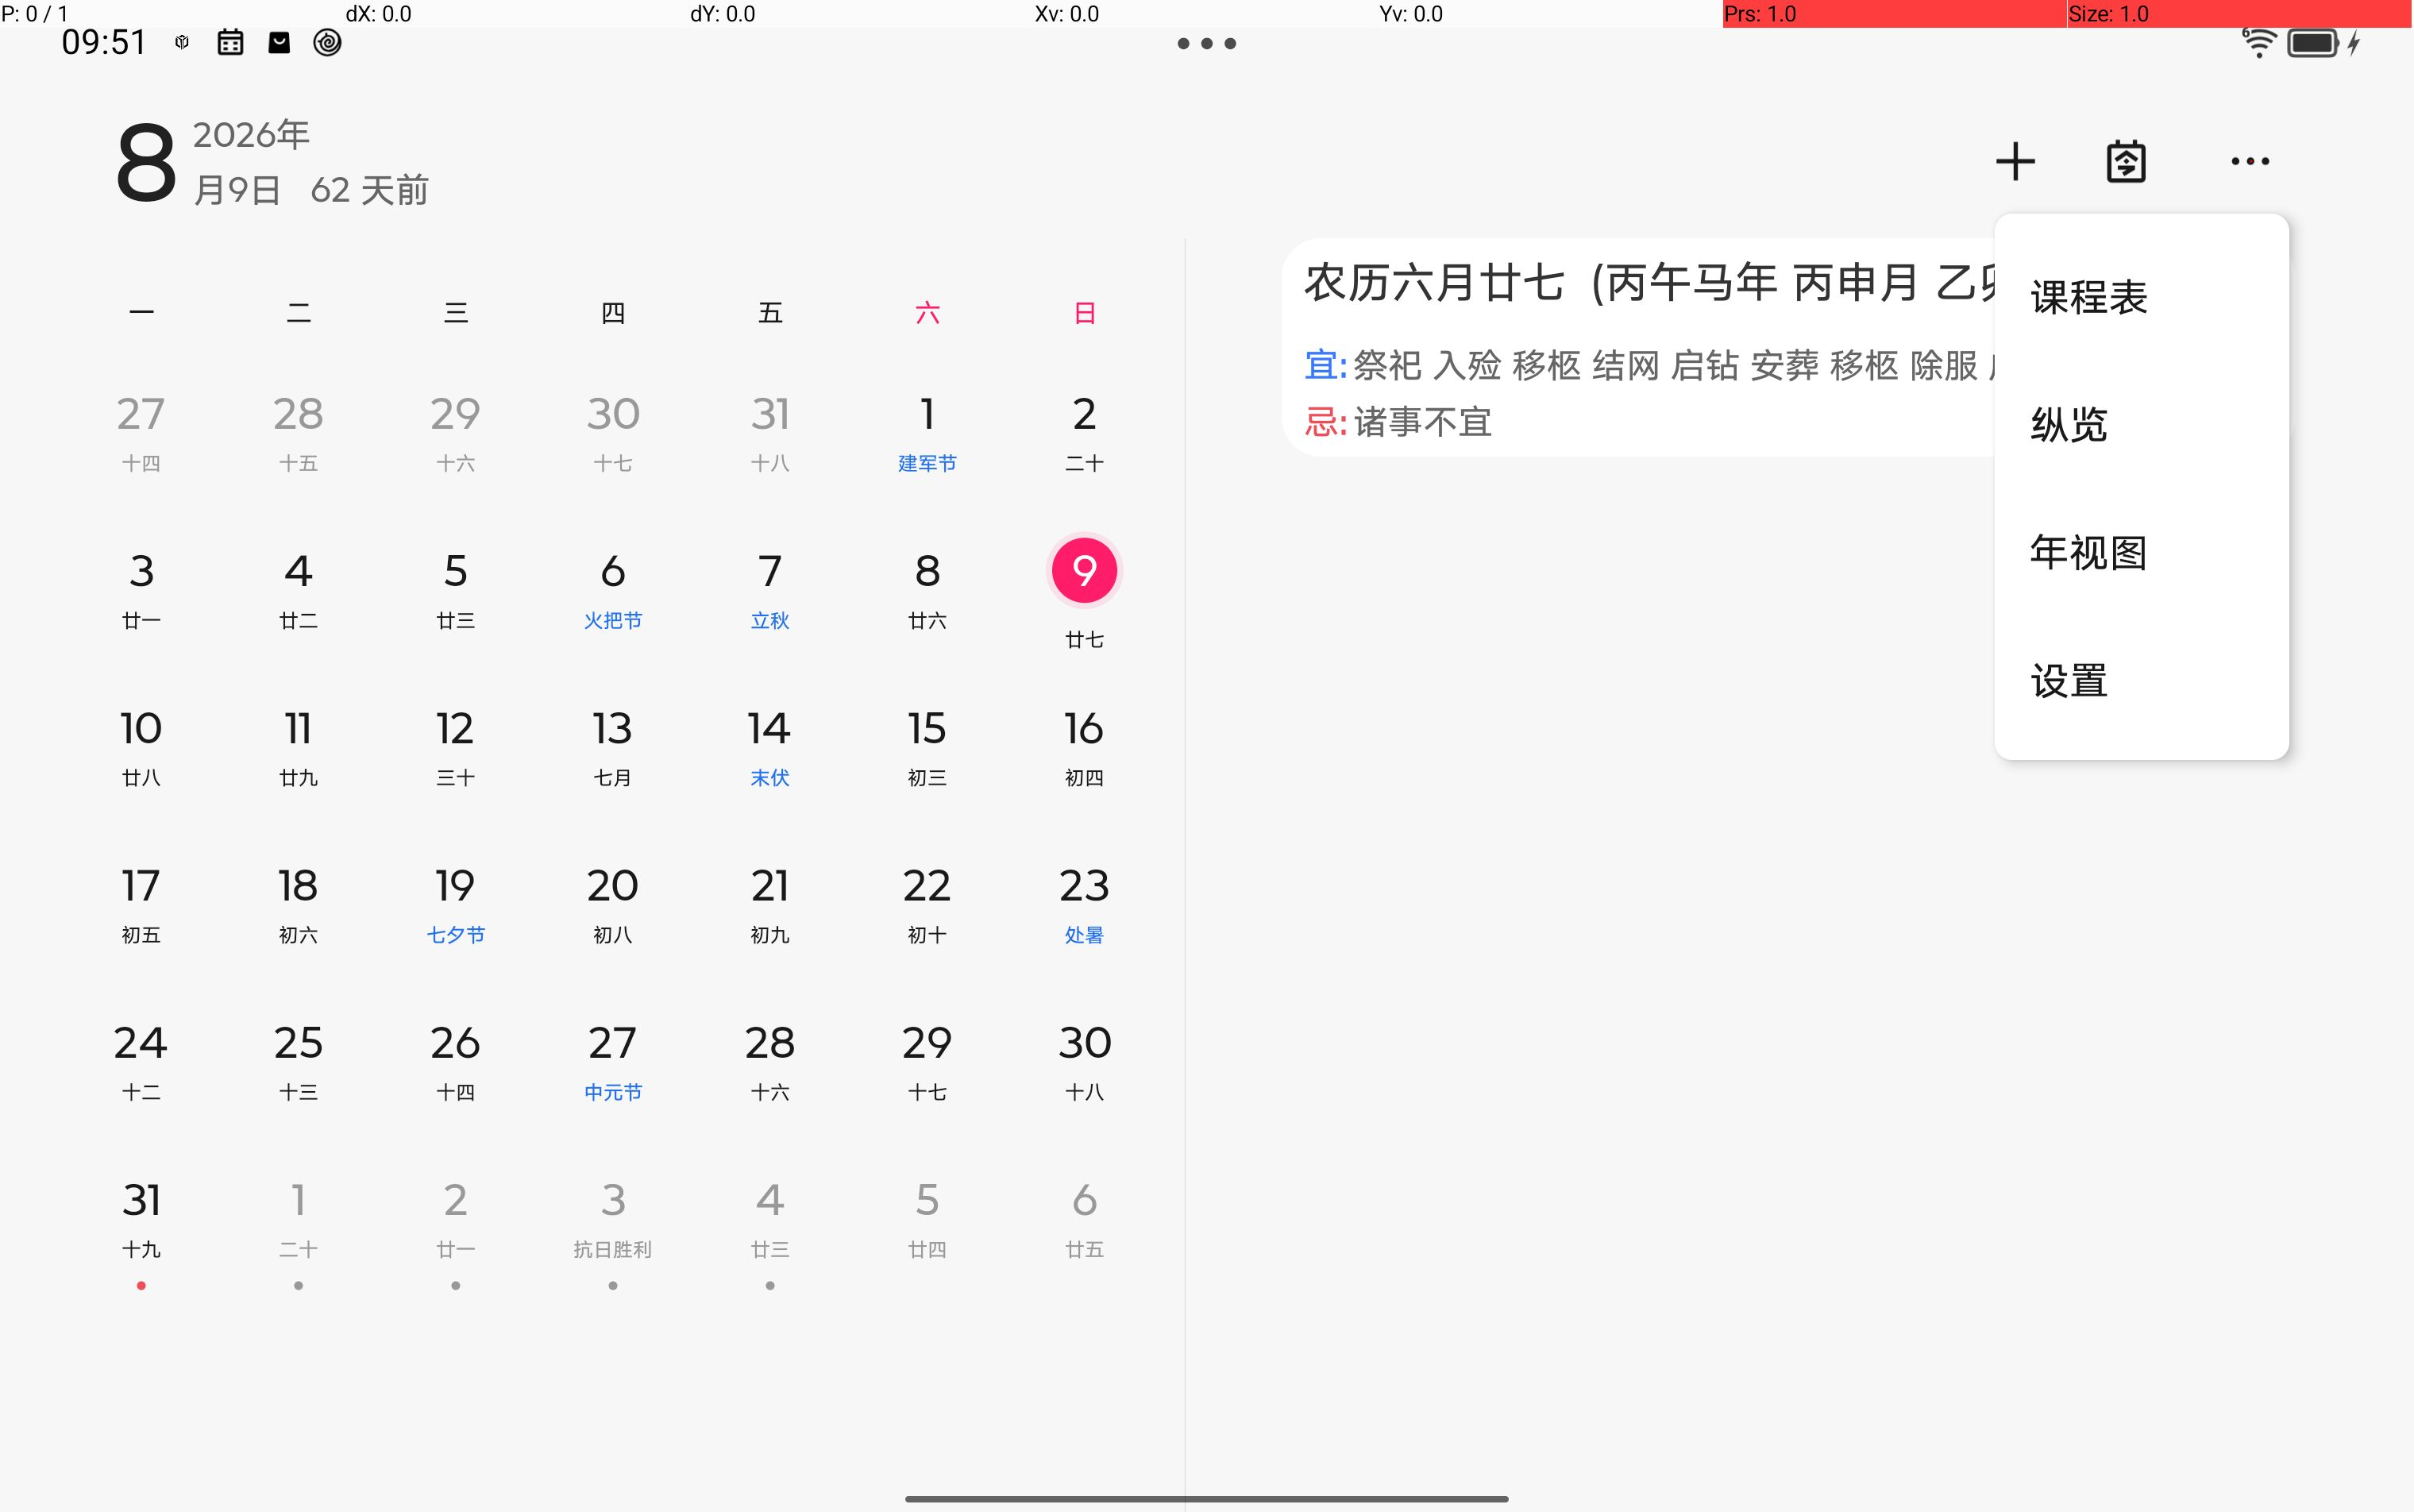 P: 0 / 1 dX: 0.0 dY: 0.0 Xv: 0.0 Yv: 0.0 Prs: 1.0 Size: 1.0
09:51
8 2026年
月9日 62 天前
一 二 三 四 五 六 日
27 28 29 30 31 1 2
十四 十五 十六 十七 十八 建军节 二十
3 4 5 6 7 8 9
廿一 廿二 廿三 火把节 立秋 廿六 廿七
10 11 12 13 14 15 16
廿八 廿九 三十 七月 末伏 初三 初四
17 18 19 20 21 22 23
初五 初六 七夕节 初八 初九 初十 处暑
24 25 26 27 28 29 30
十二 十三 十四 中元节 十六 十七 十八
31 1 2 3 4 5 6
十九 二十 廿一 抗日胜利 廿三 廿四 廿五
今
农历六月廿七 (丙午马年 丙申月 乙卯
宜: 祭祀 入殓 移柩 结网 启钻 安葬 移柩 除服
忌: 诸事不宜
课程表
纵览
年视图
设置